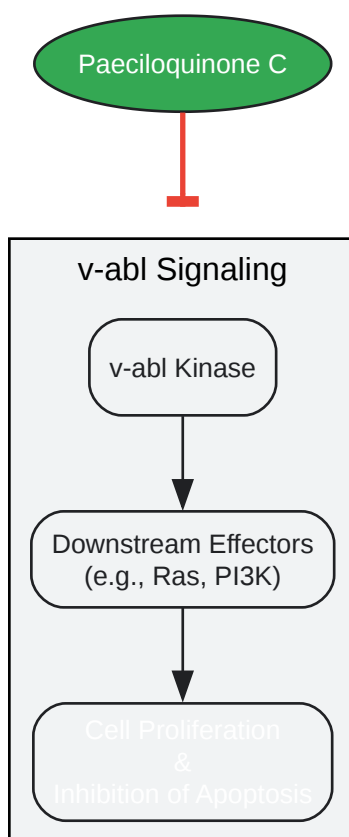 Paeciloquinone C
v-abl Signaling
v-abl Kinase
Downstream Effectors
(e.g., Ras, PI3K)
Cell Proliferation
&
Inhibition of Apoptosis